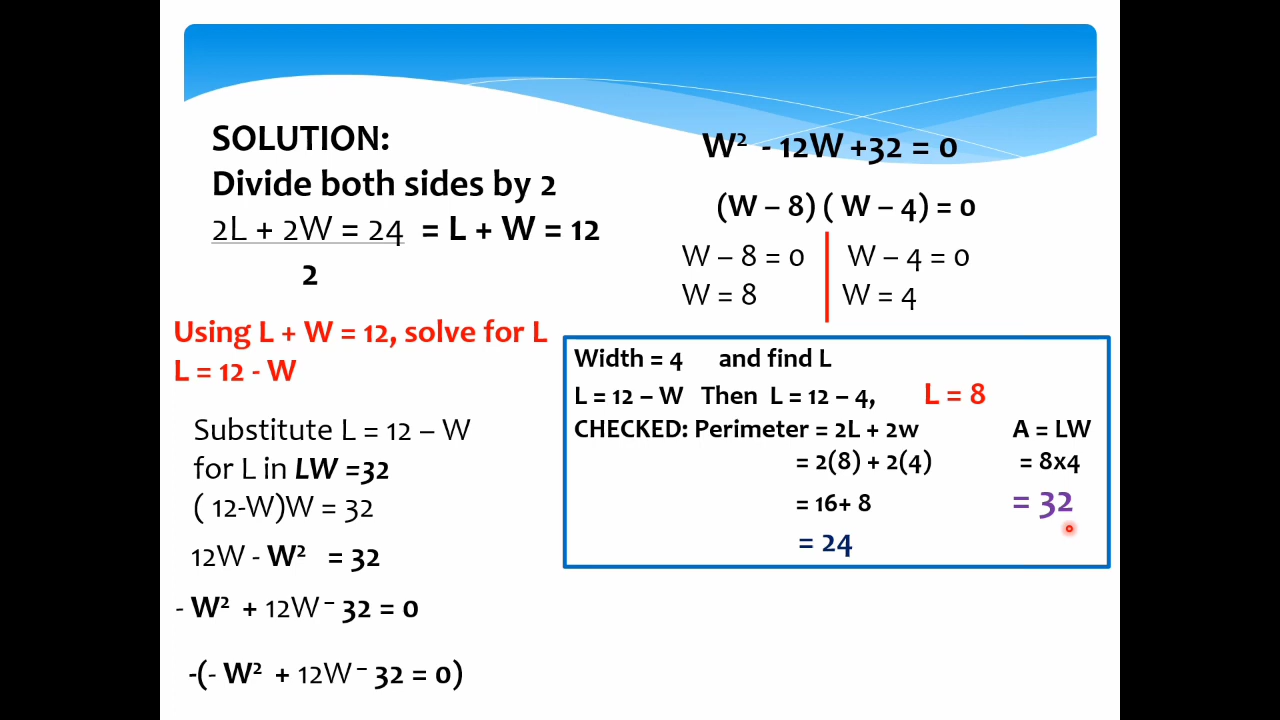 SOLUTION:
Divide both sides by 2
2L + 2W = 24 = L + W = 12
2
Using L + W = 12, solve for L
L = 12 - W
Substitute L = 12 – W
for L in LW =32
( 12-W)W = 32
12W - W² = 32
- W² + 12W – 32 = 0
-(- W² + 12W – 32 = 0)
W² - 12W +32 = 0
(W – 8) ( W – 4) = 0
W – 8 = 0 W – 4 = 0
W = 8 W = 4
Width = 4 and find L
L = 12 – W Then L = 12 – 4, L = 8
CHECKED: Perimeter = 2L + 2w A = LW
= 2(8) + 2(4) = 8x4
= 16+ 8 = 32
= 24